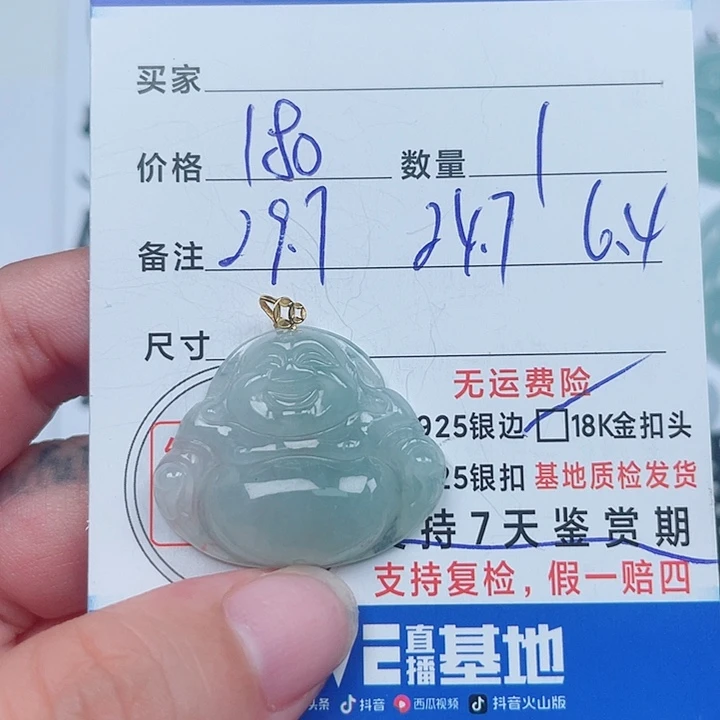 买家
价格 180 数量 1
备注 29.7 24.7 6.4
尺寸
无运费险
925银边 18K金扣头
25银扣 基地质检发货
持7天鉴赏期
支持复检，假一赔四
直播基地
头条 抖音 西瓜视频 抖音火山版